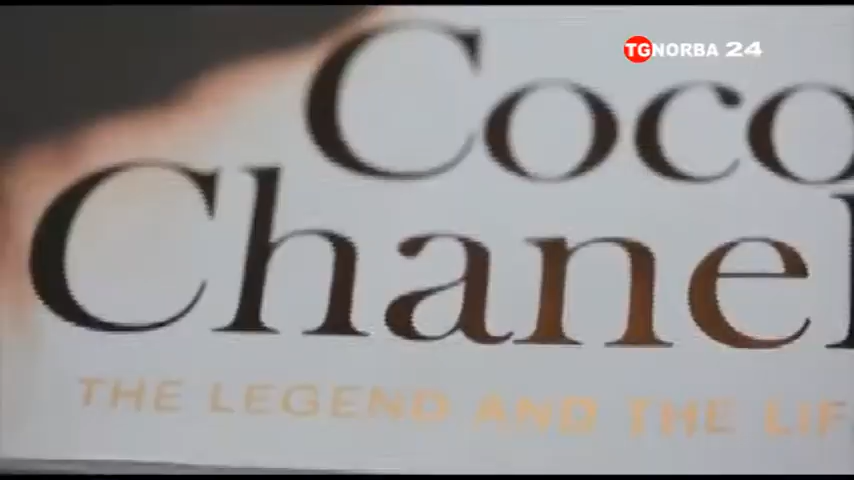 TGNORBA 24
Coco
Chanel
THE LEGEND AND THE LIF